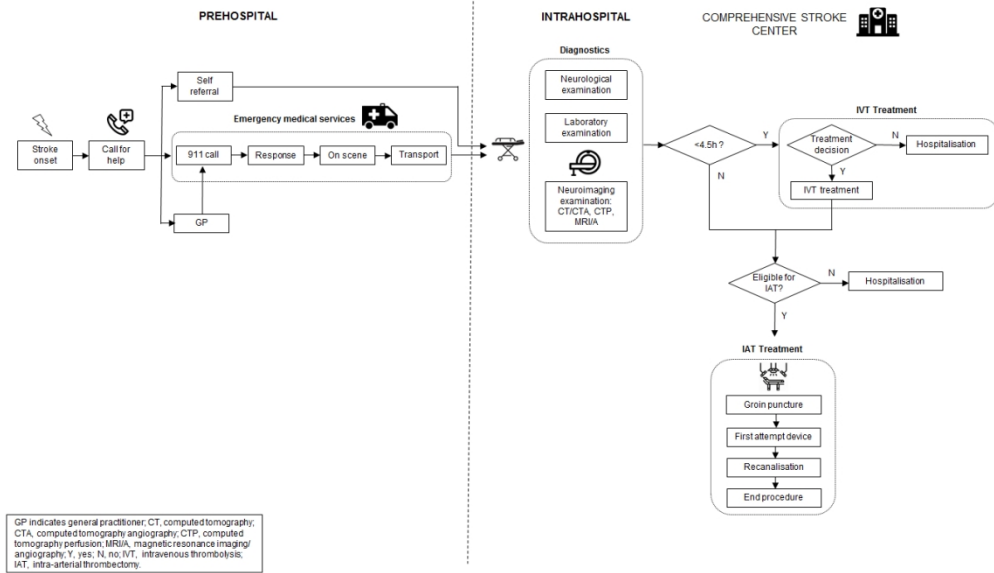 PREHOSPITAL
INTRAHOSPITAL
COMPREHENSIVE STROKE
CENTER
Stroke
onset
Call for
help
Self
referral
Emergency medical services
911 call
Response
On scene
Transport
GP
Diagnostics
Neurological
examination
Laboratory
examination
Neuroimaging
examination:
CT/CTA, CTP,
MRI/A
<4.5h ?
Y
N
IVT Treatment
Treatment
decision
N
Hospitalisation
Y
IVT treatment
Eligible for
IAT?
N
Hospitalisation
Y
IAT Treatment
Groin puncture
First attempt device
Recanalisation
End procedure
GP indicates general practitioner; CT, computed tomography;
CTA, computed tomography angiography; CTP, computed
tomography perfusion; MRI/A, magnetic resonance imaging/
angiography; Y, yes; N, no; IVT, intravenous thrombolysis;
IAT, intra-arterial thrombectomy.